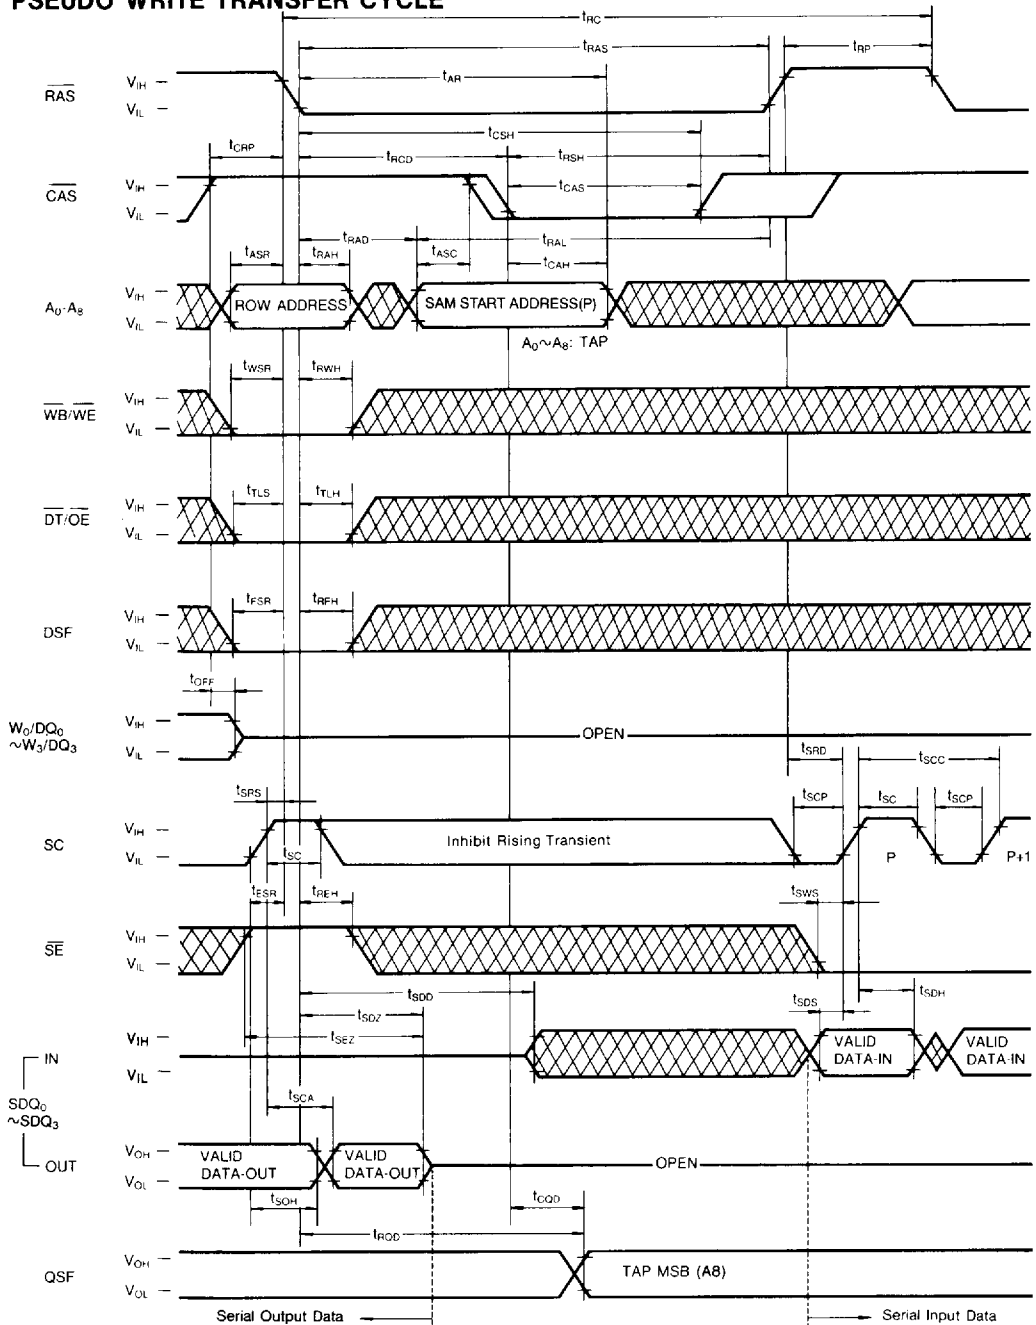 PSEUDO WRITE TRANSFER CYCLE
tRC
tRAS
tRP
tAR
RAS
VIH
VIL
tCSH
tCRP
tRCD
tRSH
CAS
VIH
VIL
tCAS
tRAD
tRAL
tASR
tRAH
tASC
tCAH
A0-A8
VIH
VIL
ROW ADDRESS
SAM START ADDRESS(P)
A0~A8: TAP
tWSR
tRWH
WB/WE
VIH
VIL
tTLS
tTLH
DT/OE
VIH
VIL
tFSR
tRFH
DSF
VIH
VIL
tOFF
W0/DQ0
~W3/DQ3
VIH
VIL
OPEN
tSRD
tSCC
tSRS
tSCP
tSC
tSCP
SC
VIH
VIL
tSC
Inhibit Rising Transient
P
P+1
tESR
tREH
tSWS
SE
VIH
VIL
tSDD
tSDZ
tSEZ
tSDS
tSDH
IN
VIH
VIL
VALID
DATA-IN
VALID
DATA-IN
SDQ0
~SDQ3
tSCA
OUT
VOH
VOL
VALID
DATA-OUT
VALID
DATA-OUT
OPEN
tSOH
tCQD
tRQD
QSF
VOH
VOL
TAP MSB (A8)
Serial Output Data
Serial Input Data